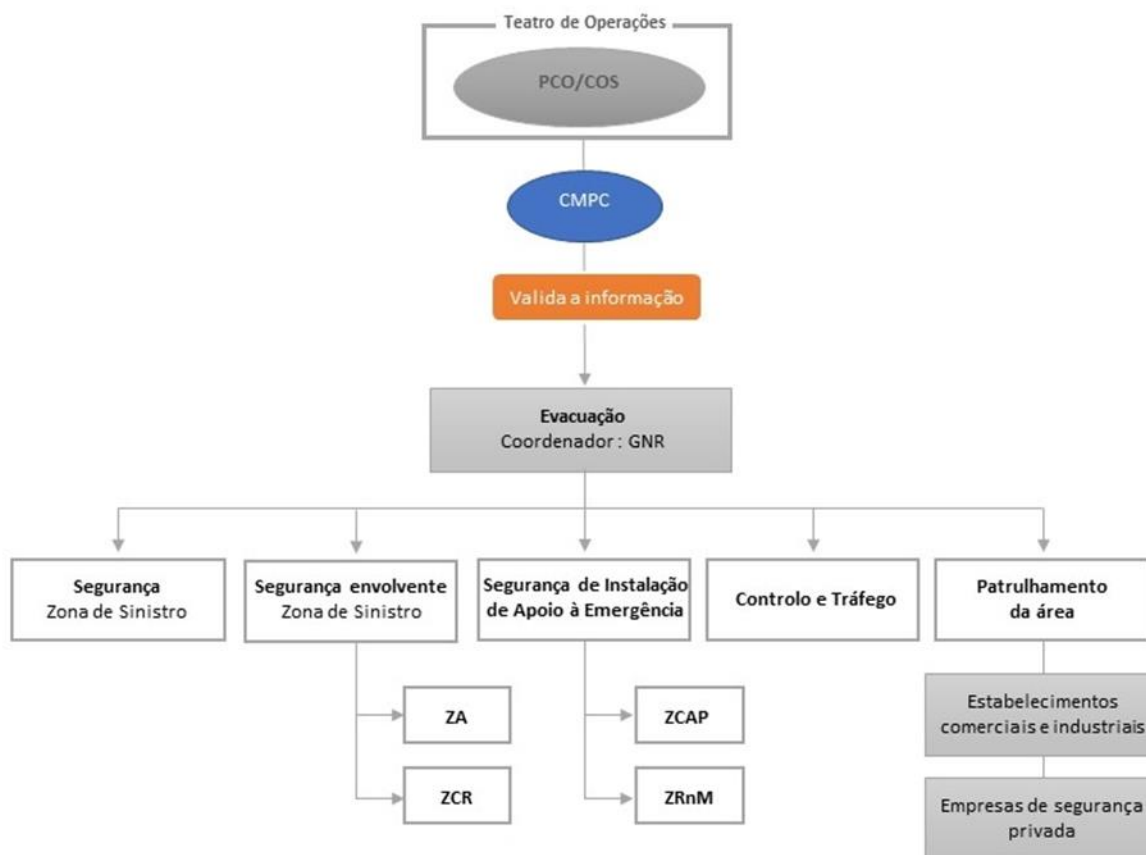 Teatro de Operações
PCO/COS
CMPC
Valida a informação
Evacuação
Coordenador : GNR
Segurança
Zona de Sinistro
Segurança envolvente
Zona de Sinistro
Segurança de Instalação
de Apoio à Emergência
Controlo e Tráfego
Patrulhamento
da área
ZA
ZCR
ZCAP
ZRnM
Estabelecimentos
comerciais e industriais
Empresas de segurança
privada